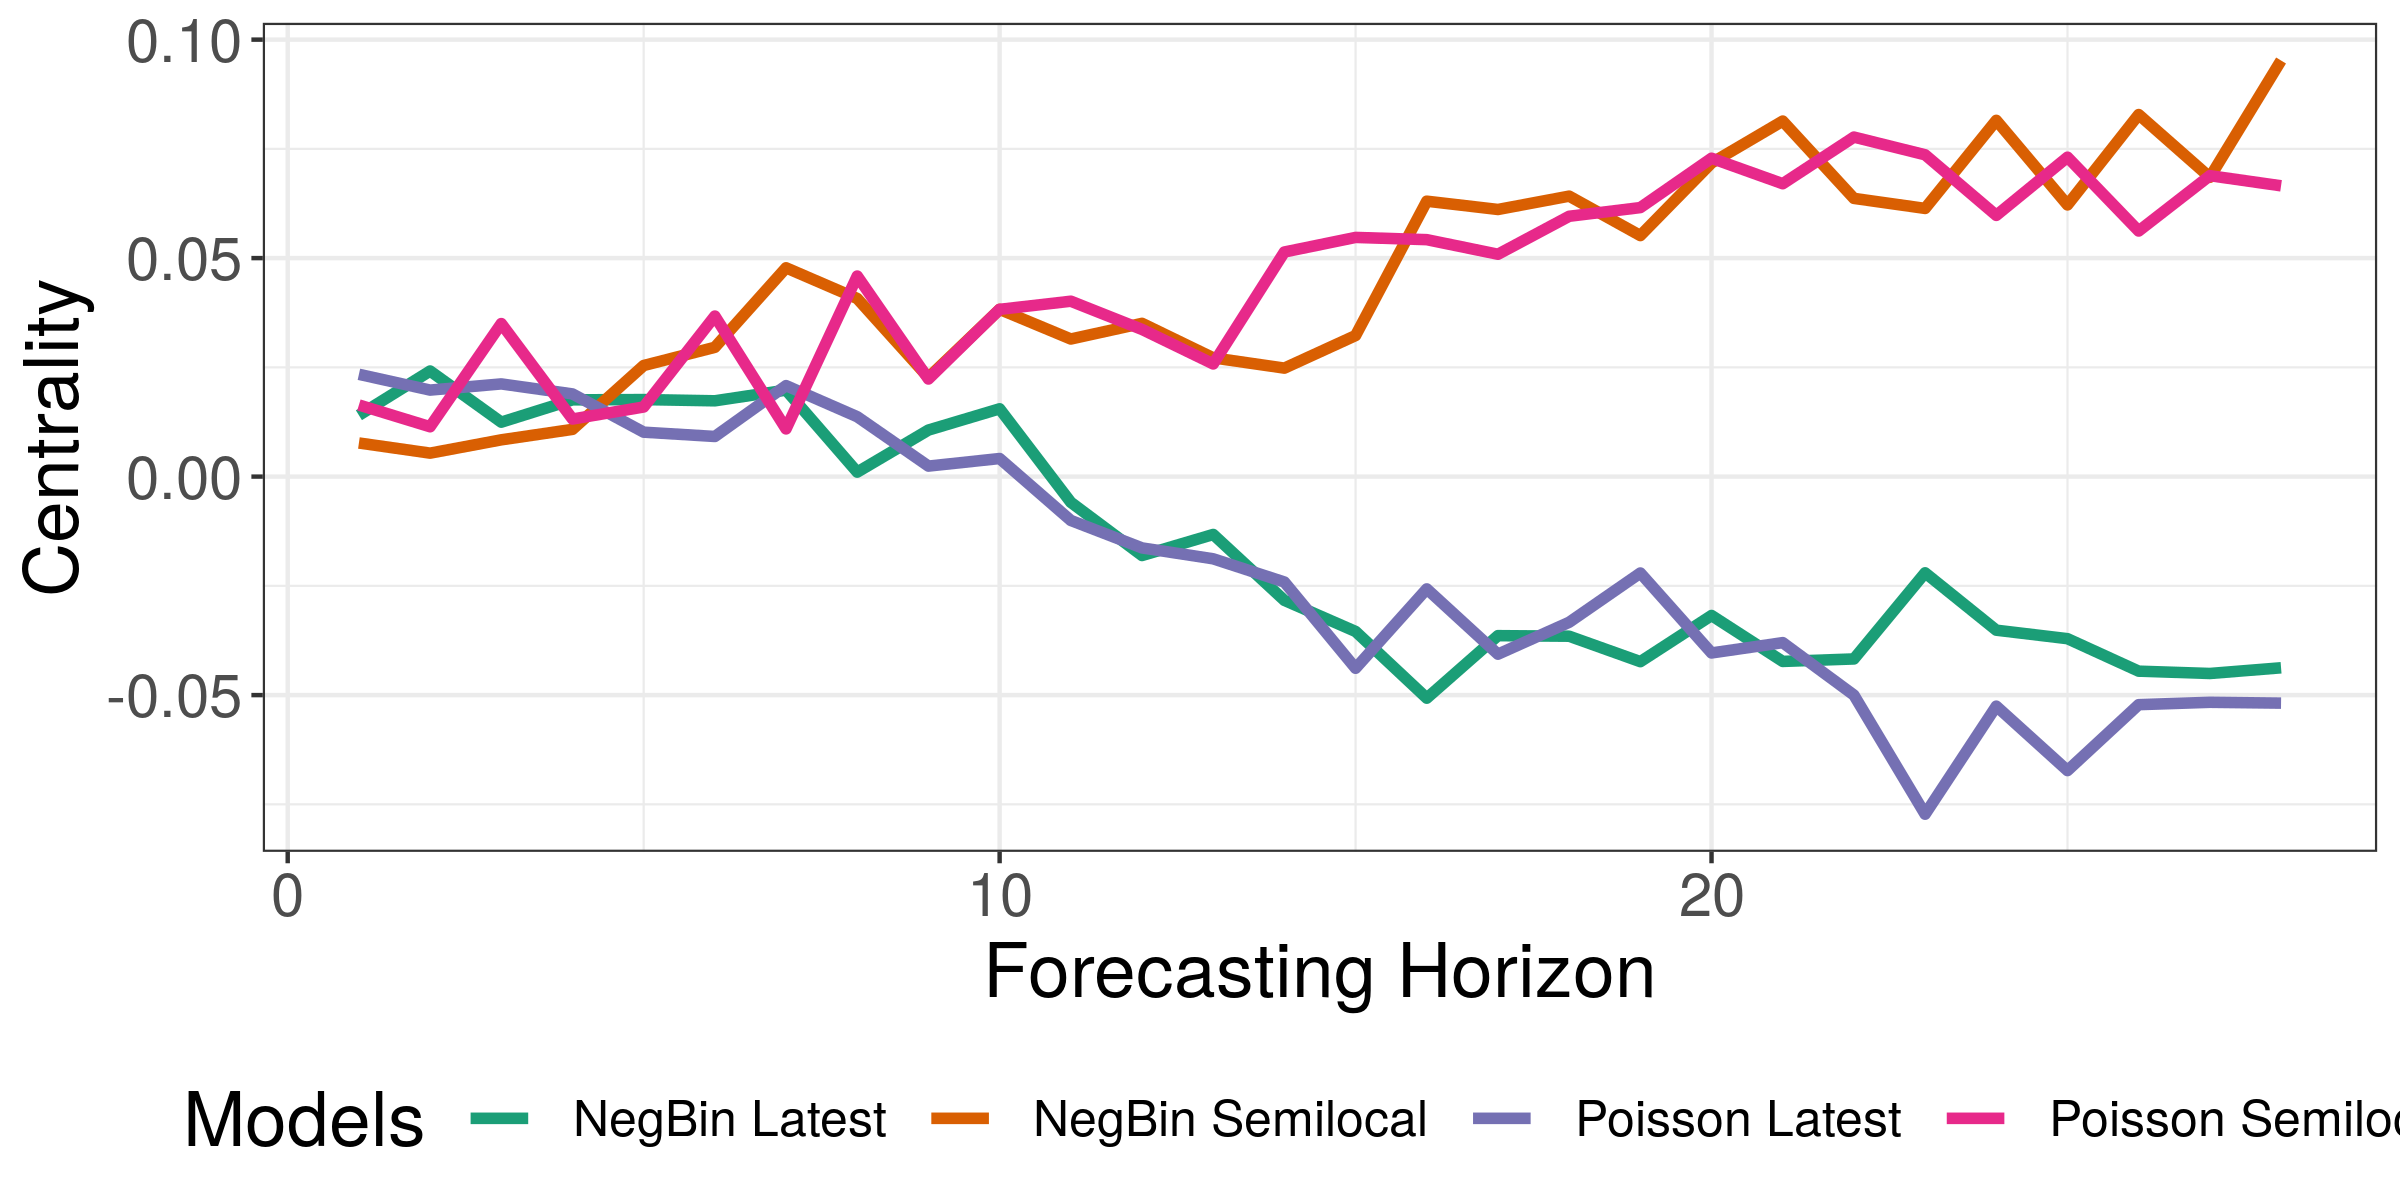 0.10
0.05
0.00
-0.05
Centrality
0 10 20
Forecasting Horizon
Models NegBin Latest NegBin Semilocal Poisson Latest Poisson